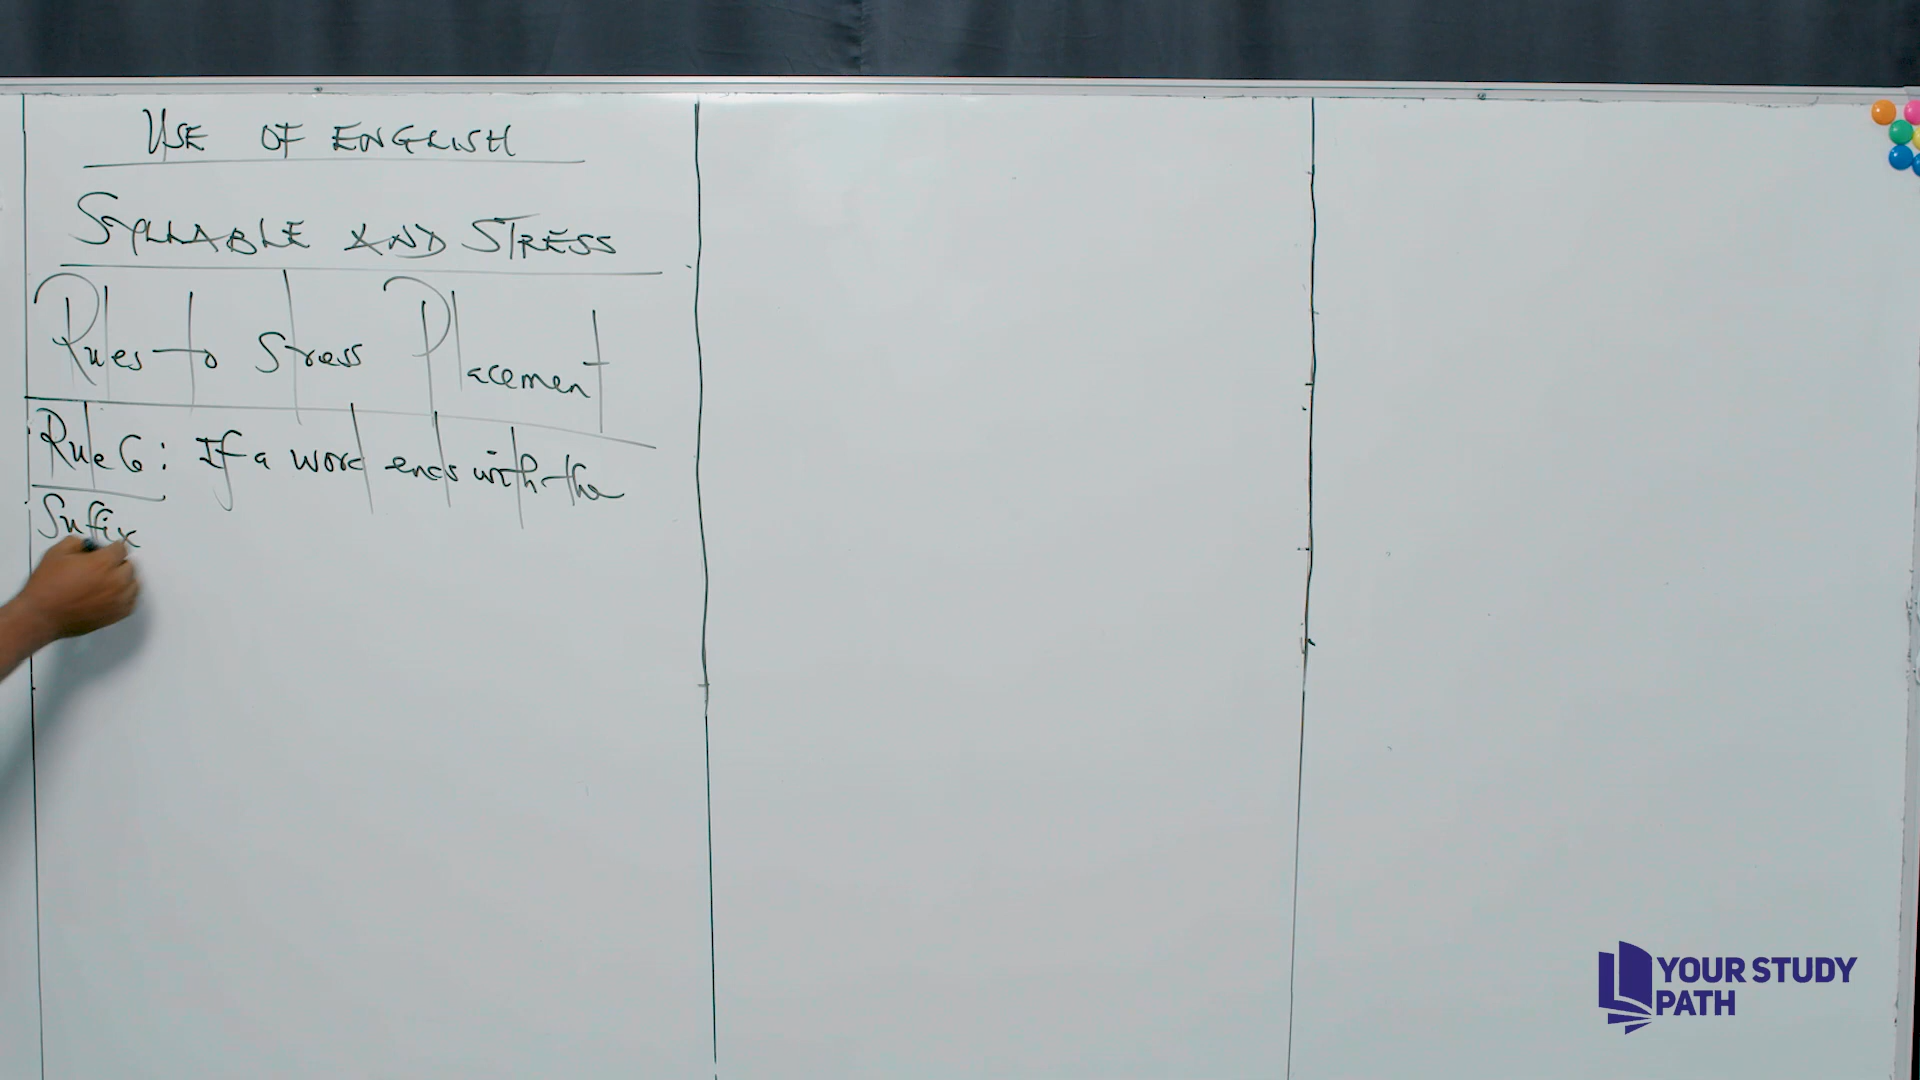 USE OF ENGLISH
SYLLABLE AND STRESS
Rules to Stress Placement
Rule 6: If a word ends with the
Sufix
YOUR STUDY
PATH